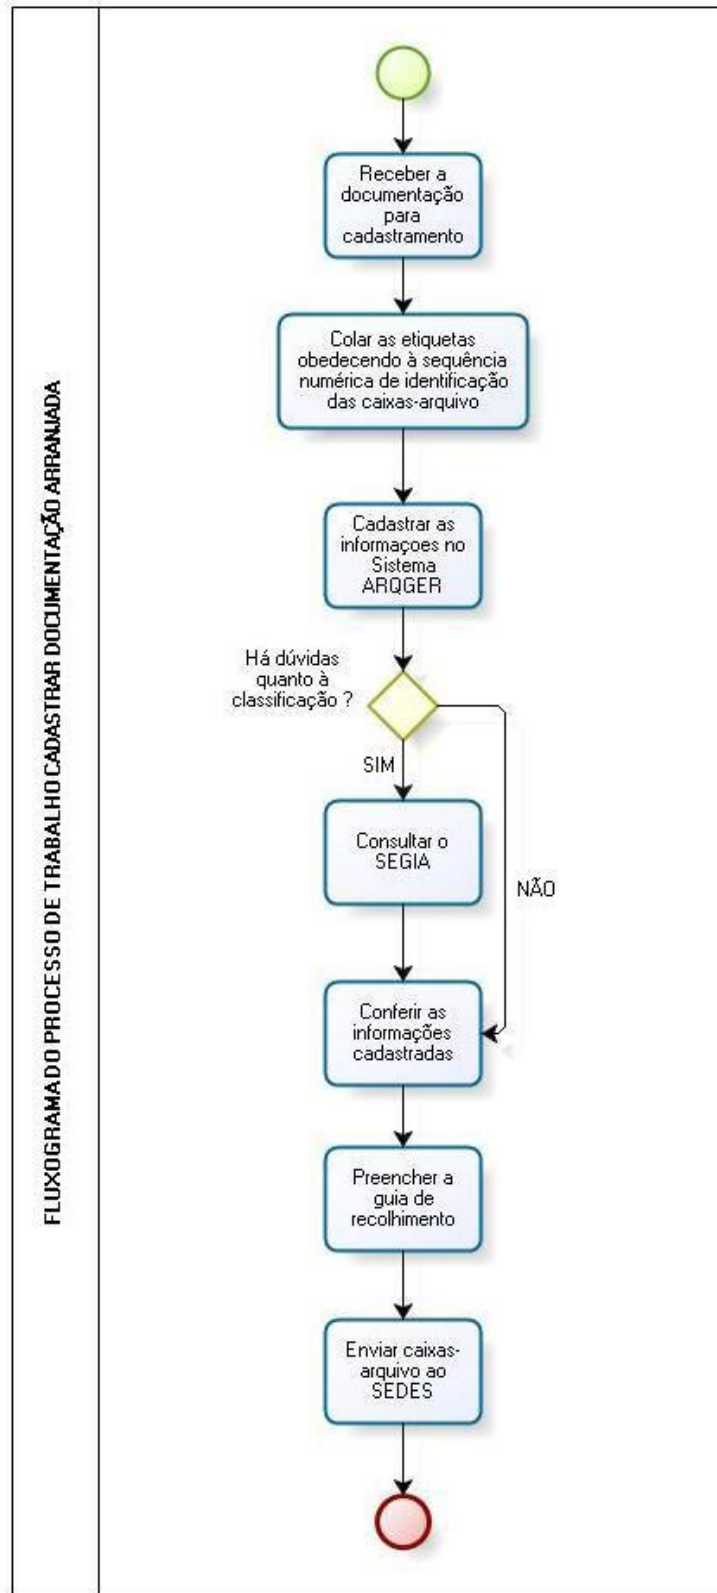 FLUXOGRAMA DO PROCESSO DE TRABALHO CADASTRAR DOCUMENTAÇÃO ARRANJADA
Receber a
documentação
para
cadastramento
Colar as etiquetas
obedecendo à sequência
numérica de identificação
das caixas-arquivo
Cadastrar as
informaçoes no
Sistema
ARQGER
Há dúvidas
quanto à
classificação ?
SIM
Consultar o
SEGIA
NÃO
Conferir as
informações
cadastradas
Preencher a
guia de
recolhimento
Enviar caixas-
arquivo ao
SEDES